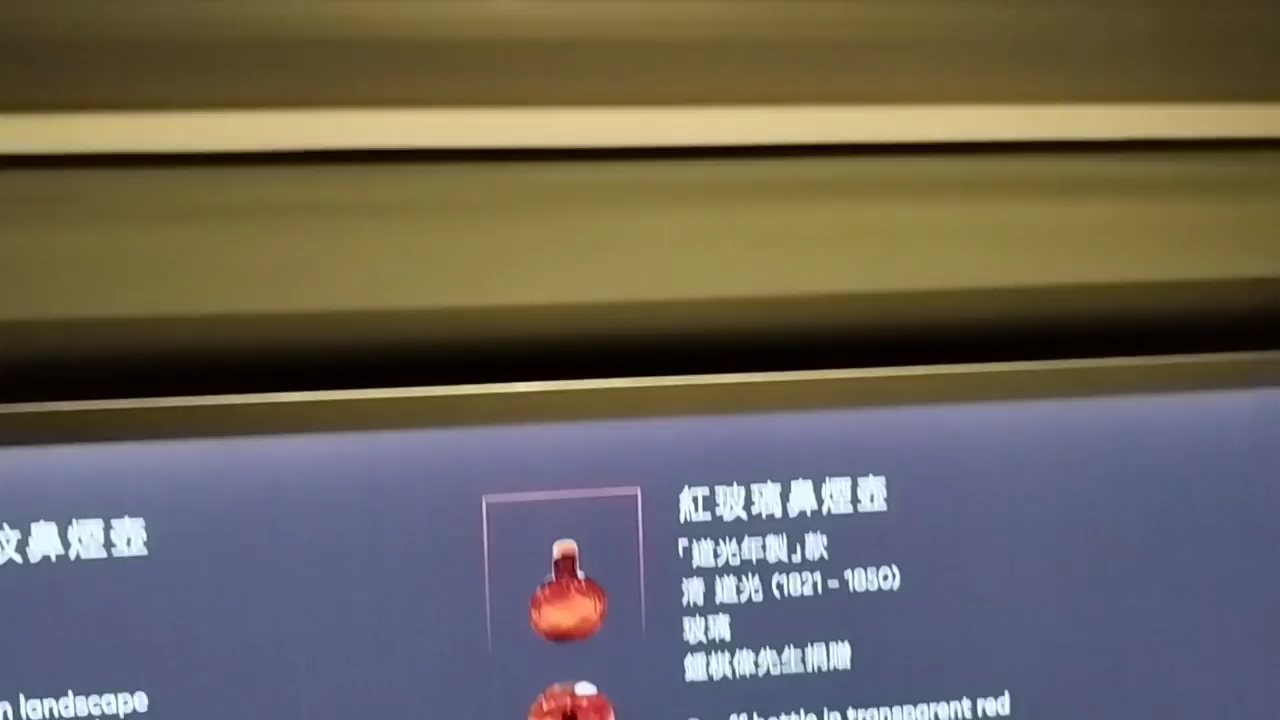 紋鼻煙壺
n landscape
紅玻璃鼻煙壺
「道光年製」款
清 道光 (1821 – 1850)
玻璃
鍾棋偉先生捐贈
bottle in transparent red